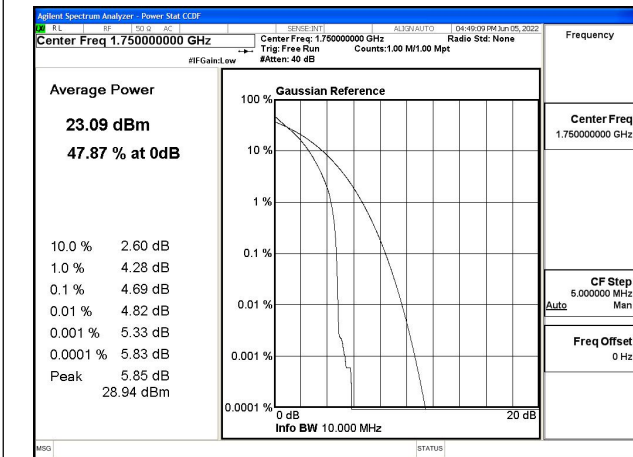 Agilent Spectrum Analyzer - Power Stat CCDF
LXI RL RF 50 Ω AC SENSE:INT ALIGN AUTO 04:49:09 PM Jun 05, 2022
Center Freq 1.750000000 GHz
Center Freq: 1.750000000 GHz Radio Std: None
Trig: Free Run Counts:1.00 M/1.00 Mpt
#IFGain:Low #Atten: 40 dB
Frequency
Average Power
23.09 dBm
47.87 % at 0dB
10.0 % 2.60 dB
1.0 % 4.28 dB
0.1 % 4.69 dB
0.01 % 4.82 dB
0.001 % 5.33 dB
0.0001 % 5.83 dB
Peak 5.85 dB
28.94 dBm
Gaussian Reference
100 %
10 %
1 %
0.1 %
0.01 %
0.001 %
0.0001 %
0 dB 20 dB
Info BW 10.000 MHz
Center Freq
1.750000000 GHz
CF Step
5.000000 MHz
Auto Man
Freq Offset
0 Hz
MSG STATUS